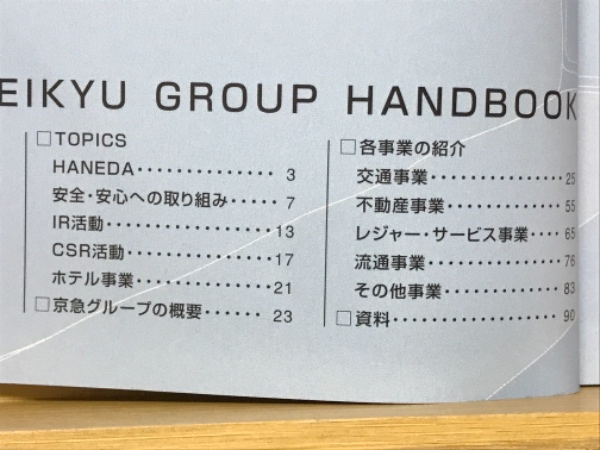 EIKYU GROUP HANDBOOK
□TOPICS
HANEDA・・・・・・・・・・・・・・ 3
安全・安心への取り組み・・・・・ 7
IR活動・・・・・・・・・・・・・・・・・13
CSR活動・・・・・・・・・・・・・・・17
ホテル事業・・・・・・・・・・・・・・21
□京急グループの概要・・・・・・ 23
□各事業の紹介
交通事業・・・・・・・・・・・・・・・25
不動産事業・・・・・・・・・・・・・55
レジャー・サービス事業・・・・65
流通事業・・・・・・・・・・・・・・・76
その他事業・・・・・・・・・・・・・83
□資料・・・・・・・・・・・・・・・・・・90